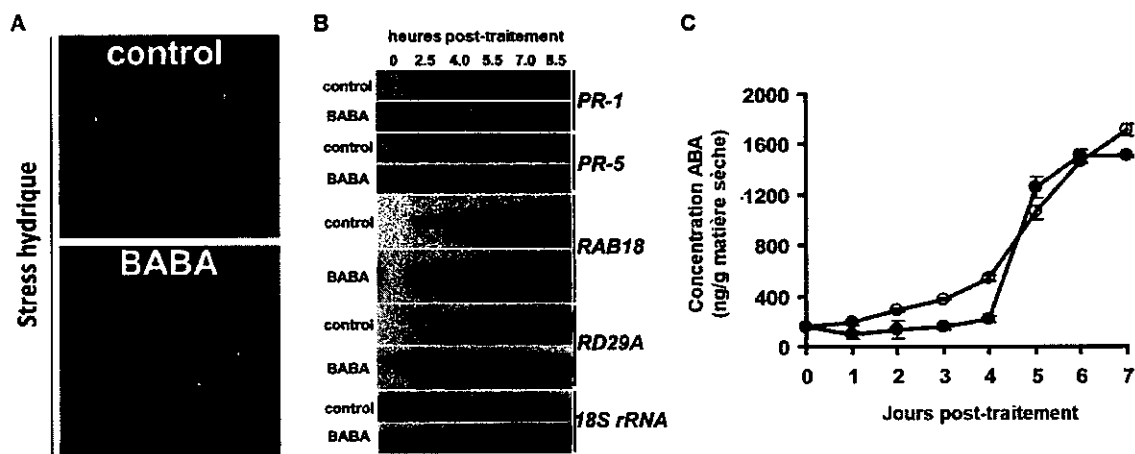 A
control
BABA
Stress hydrique
B
heures post-traitement
0 2.5 4.0 5.5 7.0 8.5
control
BABA
PR-1
control
BABA
PR-5
control
BABA
RAB18
control
BABA
RD29A
control
BABA
18S rRNA
C
Concentration ABA
(ng/g matière sèche)
2000
1600
1200
800
400
0
0 1 2 3 4 5 6 7
Jours post-traitement